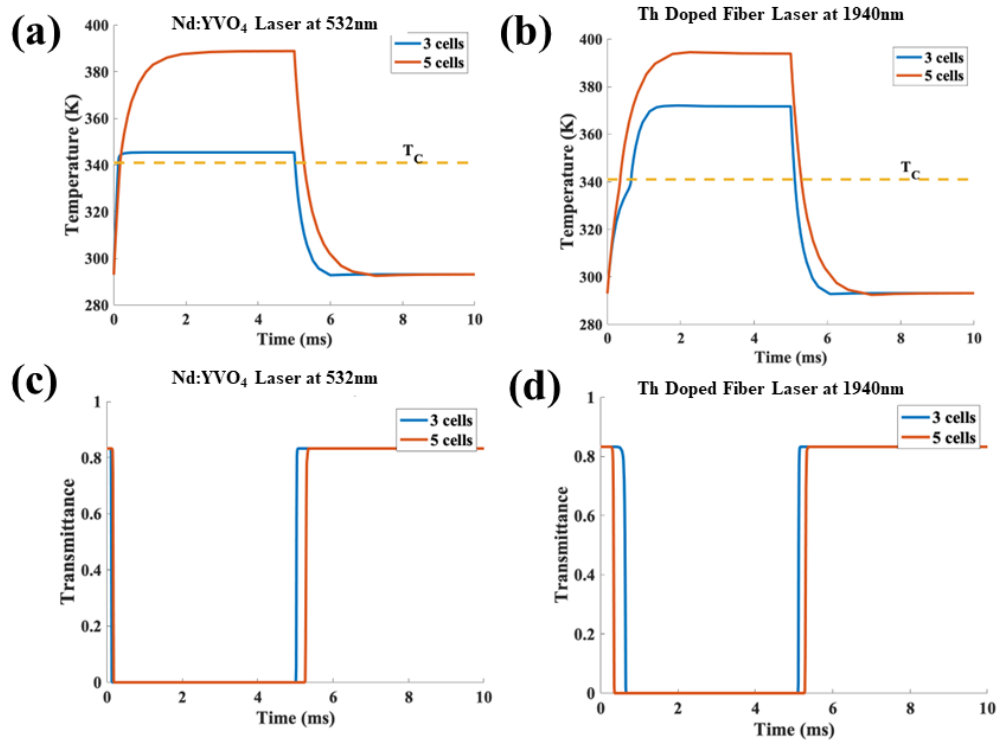 (a)
Nd:YVO4 Laser at 532nm
400
380
360
340
320
300
280
Temperature (K)
3 cells
5 cells
TC
0 2 4 6 8 10
Time (ms)
(b)
Th Doped Fiber Laser at 1940nm
400
380
360
340
320
300
280
Temperature (K)
3 cells
5 cells
TC
0 2 4 6 8 10
Time (ms)
(c)
Nd:YVO4 Laser at 532nm
1
0.8
0.6
0.4
0.2
0
Transmittance
3 cells
5 cells
0 2 4 6 8 10
Time (ms)
(d)
Th Doped Fiber Laser at 1940nm
1
0.8
0.6
0.4
0.2
0
Transmittance
3 cells
5 cells
0 2 4 6 8 10
Time (ms)